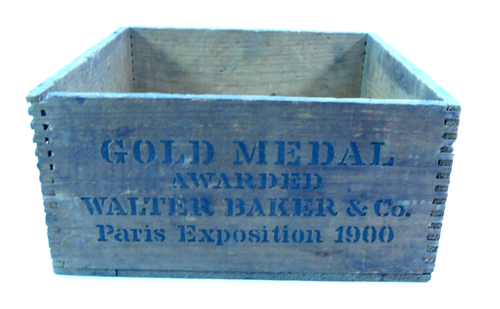 GOLD MEDAL
AWARDED
WALTER BAKER & Co.
Paris Exposition 1900